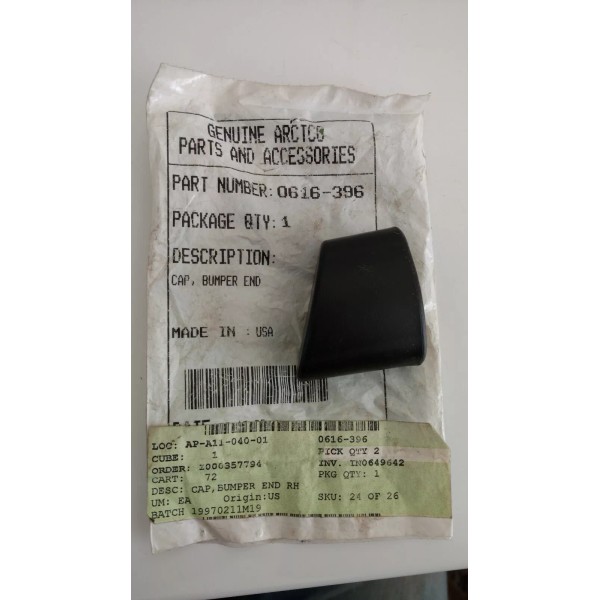 GENUINE ARCTCO
PARTS AND ACCESSORIES
PART NUMBER: 0616-396
PACKAGE QTY: 1
DESCRIPTION:
CAP, BUMPER END
MADE IN : USA
LOC: AP-A11-040-01 0616-396
CUBE: 1 PICK QTY 2
ORDER: 1000357794 INV. IN0649642
CART: 72 PKG QTY: 1
DESC: CAP,BUMPER END RH
UM: EA Origin:US SKU: 24 OF 26
BATCH 19970211M19